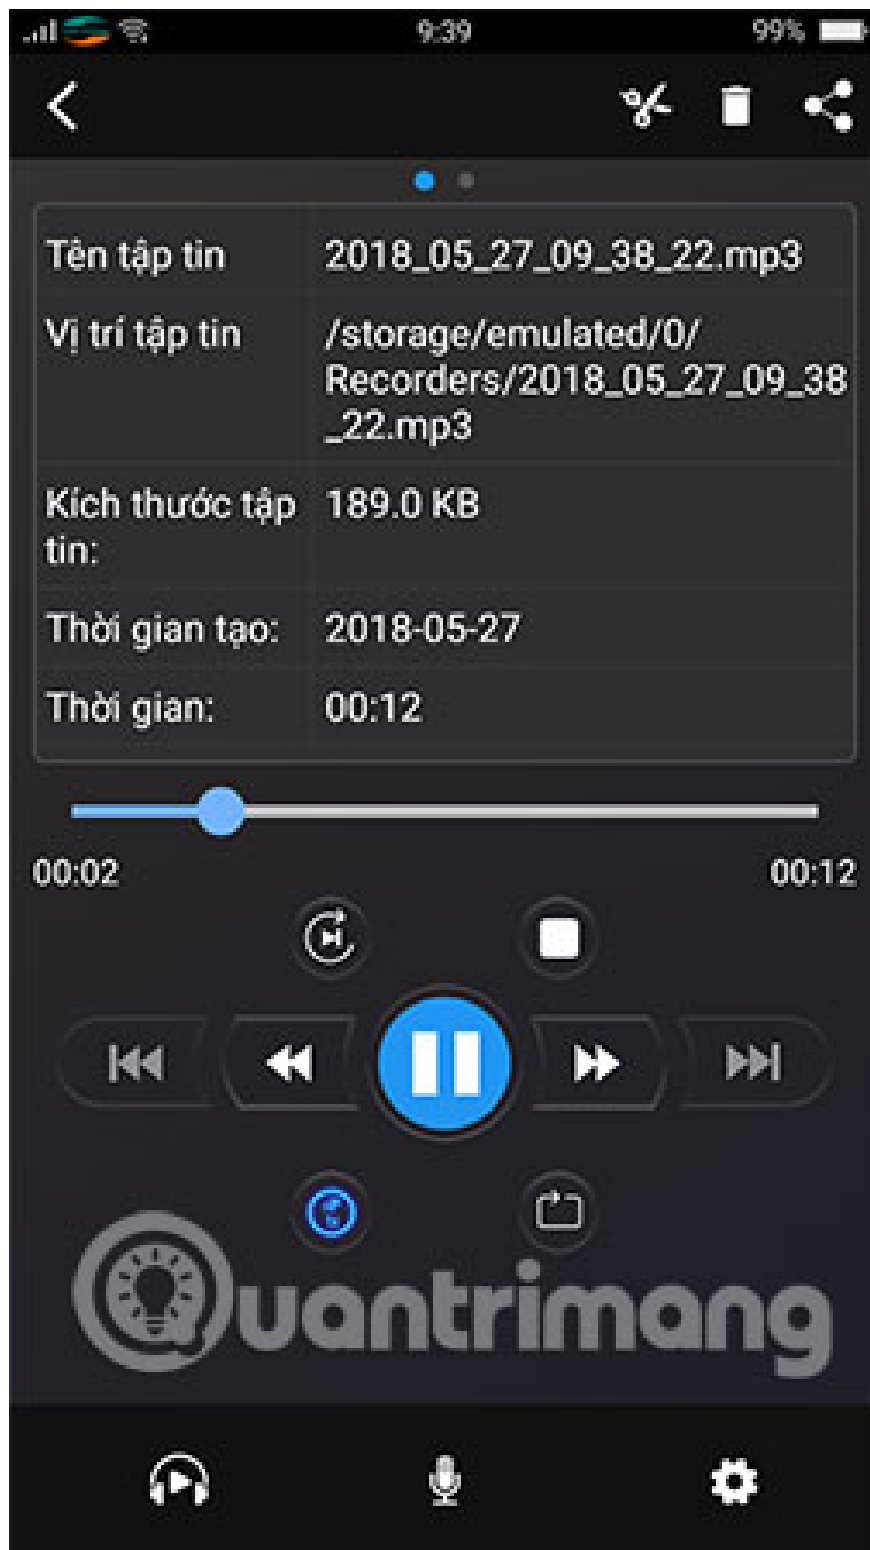 9:39
99%
Tên tập tin
2018_05_27_09_38_22.mp3
Vị trí tập tin
/storage/emulated/0/
Recorders/2018_05_27_09_38
_22.mp3
Kích thước tập
tin:
189.0 KB
Thời gian tạo:
2018-05-27
Thời gian:
00:12
00:02
00:12
Quantrimang